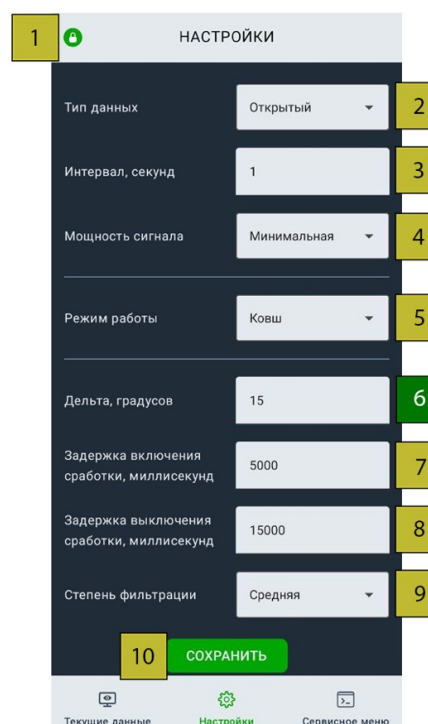 1 НАСТРОЙКИ
Тип данных Открытый 2
Интервал, секунд 1 3
Мощность сигнала Минимальная 4
Режим работы Ковш 5
Дельта, градусов 15 6
Задержка включения
сработки, миллисекунд 5000 7
Задержка выключения
сработки, миллисекунд 15000 8
Степень фильтрации Средняя 9
10 СОХРАНИТЬ
Текущие данные Настройки Сервисное меню